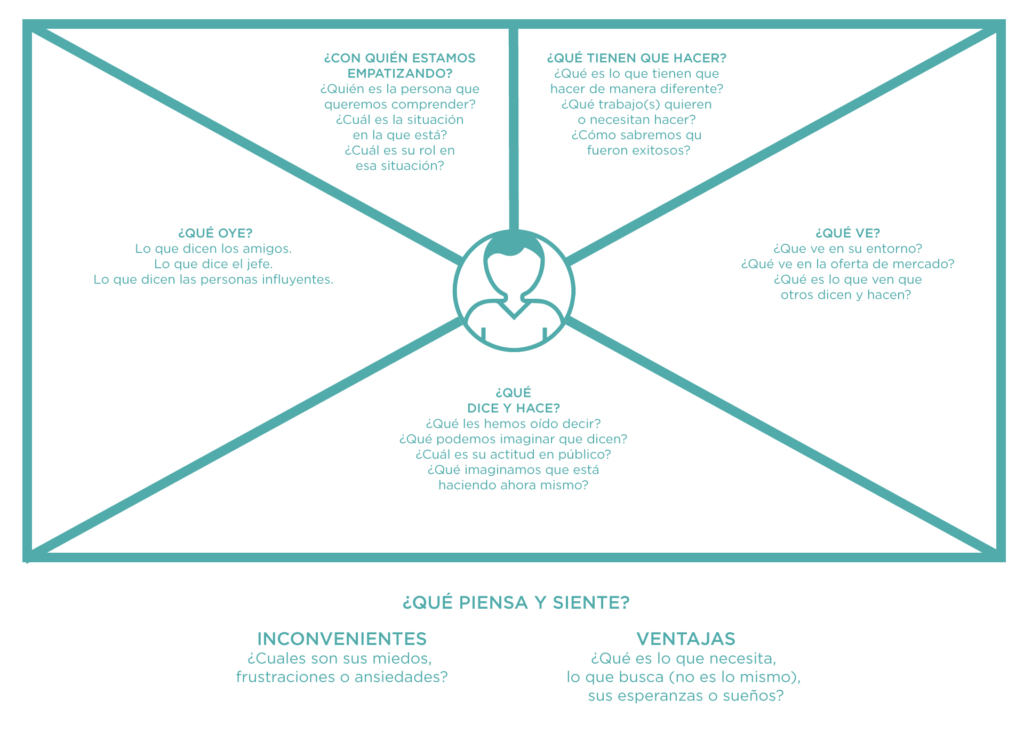 ¿CON QUIÉN ESTAMOS
EMPATIZANDO?
¿Quién es la persona que
queremos comprender?
¿Cuál es la situación
en la que está?
¿Cuál es su rol en
esa situación?
¿QUÉ TIENEN QUE HACER?
¿Qué es lo que tienen que
hacer de manera diferente?
¿Qué trabajo(s) quieren
o necesitan hacer?
¿Cómo sabremos qu
fueron exitosos?
¿QUÉ OYE?
Lo que dicen los amigos.
Lo que dice el jefe.
Lo que dicen las personas influyentes.
¿QUÉ VE?
¿Que ve en su entorno?
¿Qué ve en la oferta de mercado?
¿Qué es lo que ven que
otros dicen y hacen?
¿QUÉ
DICE Y HACE?
¿Qué les hemos oído decir?
¿Qué podemos imaginar que dicen?
¿Cuál es su actitud en público?
¿Qué imaginamos que está
haciendo ahora mismo?
¿QUÉ PIENSA Y SIENTE?
INCONVENIENTES
¿Cuales son sus miedos,
frustraciones o ansiedades?
VENTAJAS
¿Qué es lo que necesita,
lo que busca (no es lo mismo),
sus esperanzas o sueños?